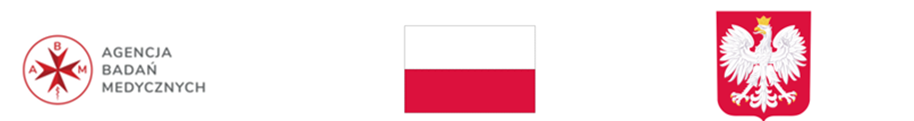 B
A M
AGENCJA
BADAŃ
MEDYCZNYCH